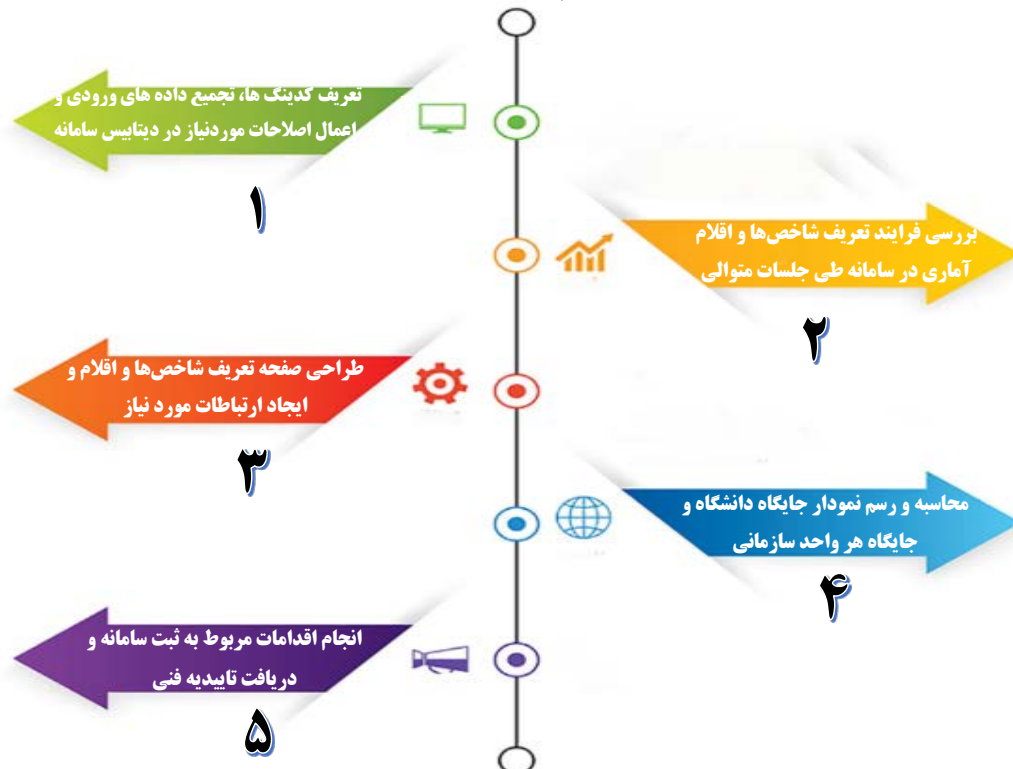 تعریف کدینگ ها، تجمیع داده های ورودی و
اعمال اصلاحات موردنیاز در دیتابیس سامانه
۱
بررسی فرایند تعریف شاخص‌ها و اقلام
آماری در سامانه طی جلسات متوالی
۲
طراحی صفحه تعریف شاخص‌ها و اقلام و
ایجاد ارتباطات مورد نیاز
۳
محاسبه و رسم نمودار جایگاه دانشگاه و
جایگاه هر واحد سازمانی
۴
انجام اقدامات مربوط به ثبت سامانه و
دریافت تاییدیه فنی
۵